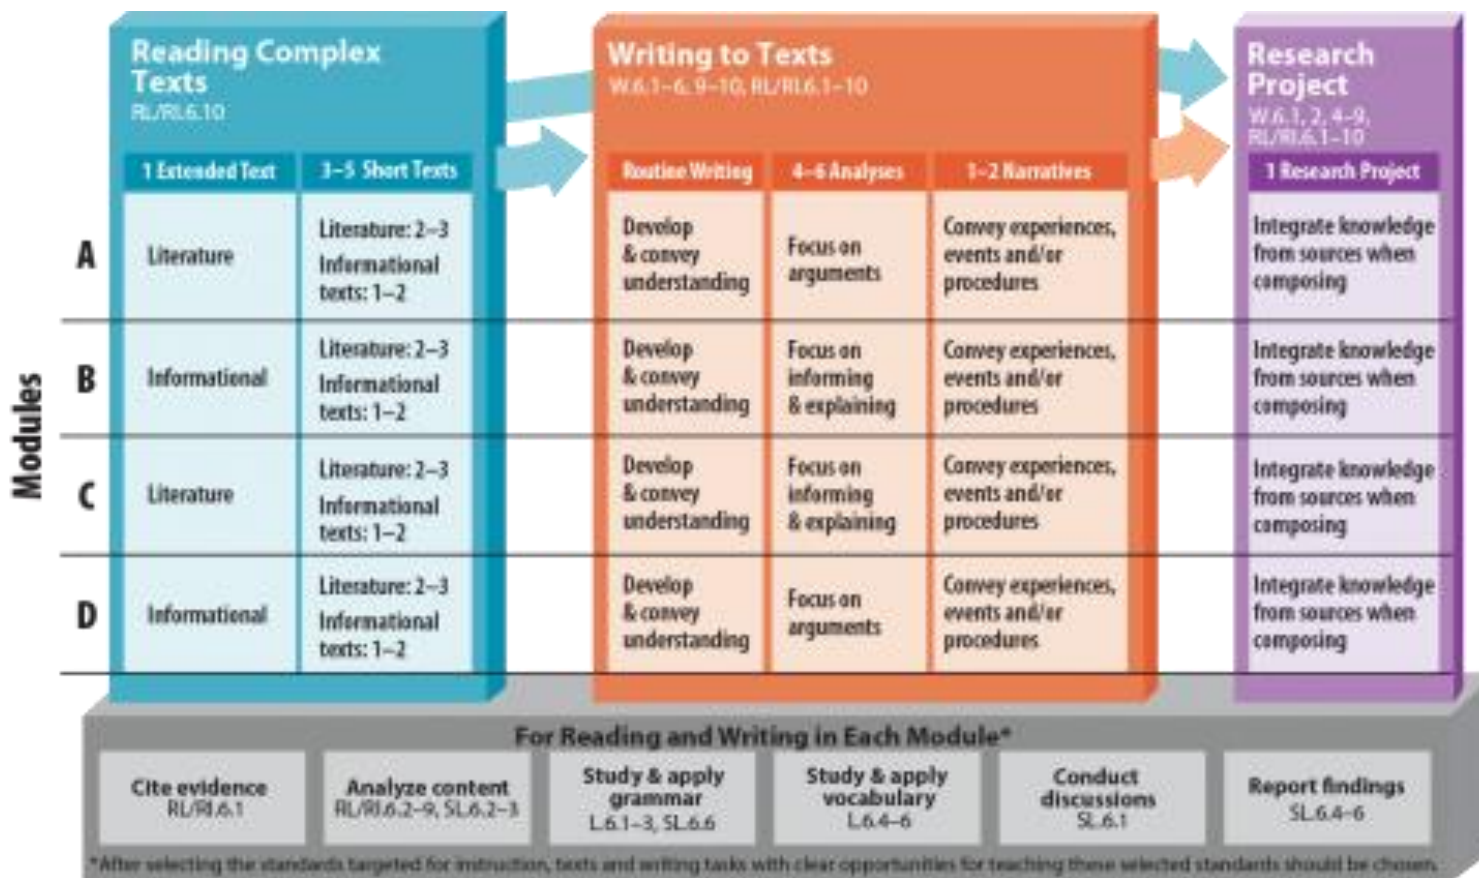 Reading Complex
Texts
RL/RI.6.10
1 Extended Text
3–5 Short Texts
Writing to Texts
W.6.1–6, 9–10, RL/RI.6.1–10
Routine Writing
4–6 Analyses
1–2 Narratives
Research
Project
W.6.1, 2, 4–9,
RL/RI.6.1–10
1 Research Project
Modules
A
Literature
Literature: 2–3
Informational
texts: 1–2
Develop
& convey
understanding
Focus on
arguments
Convey experiences,
events and/or
procedures
Integrate knowledge
from sources when
composing
B
Informational
Literature: 2–3
Informational
texts: 1–2
Develop
& convey
understanding
Focus on
informing
& explaining
Convey experiences,
events and/or
procedures
Integrate knowledge
from sources when
composing
C
Literature
Literature: 2–3
Informational
texts: 1–2
Develop
& convey
understanding
Focus on
informing
& explaining
Convey experiences,
events and/or
procedures
Integrate knowledge
from sources when
composing
D
Informational
Literature: 2–3
Informational
texts: 1–2
Develop
& convey
understanding
Focus on
arguments
Convey experiences,
events and/or
procedures
Integrate knowledge
from sources when
composing
For Reading and Writing in Each Module*
Cite evidence
RL/RI.6.1
Analyze content
RL/RI.6.2–9, SL.6.2–3
Study & apply
grammar
L.6.1–3, SL.6.6
Study & apply
vocabulary
L.6.4–6
Conduct
discussions
SL.6.1
Report findings
SL.6.4–6
*After selecting the standards targeted for instruction, texts and writing tasks with clear opportunities for teaching these selected standards should be chosen.